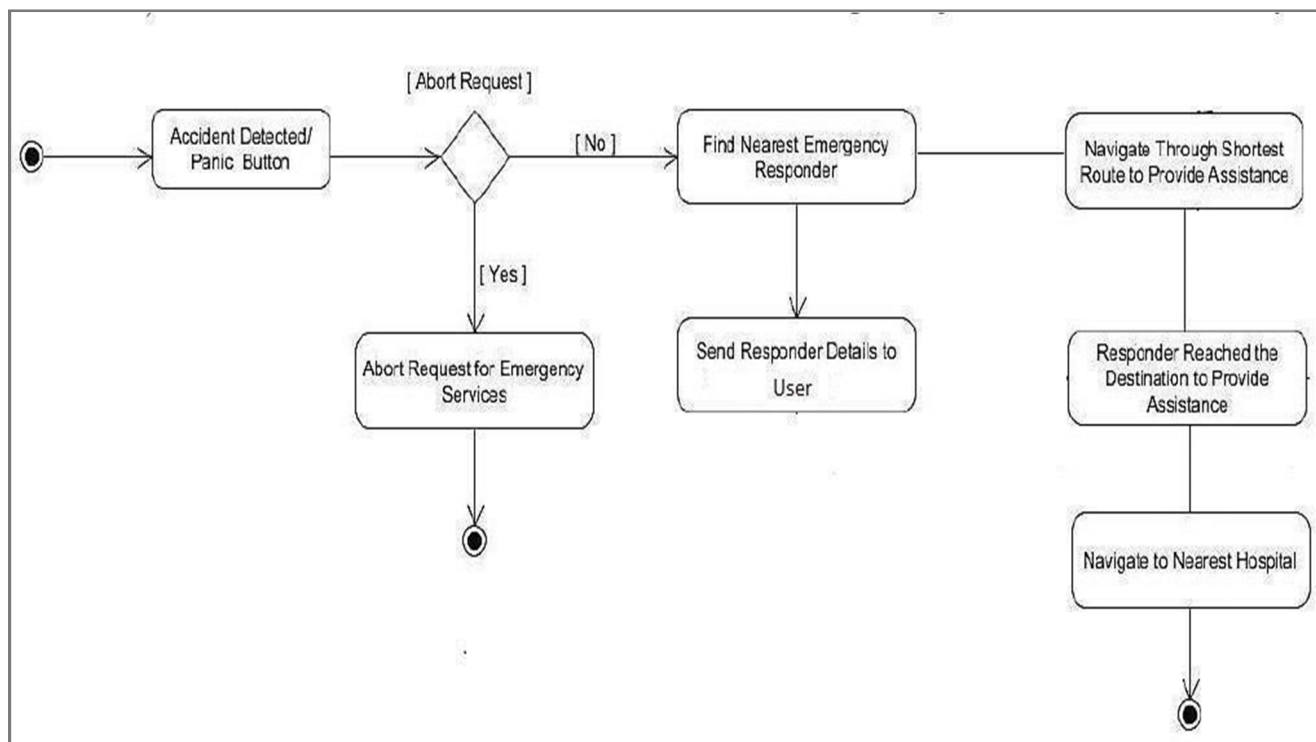 [ Abort Request ]
Accident Detected/
Panic Button
[ No ]
Find Nearest Emergency
Responder
Navigate Through Shortest
Route to Provide Assistance
[ Yes ]
Abort Request for Emergency
Services
Send Responder Details to
User
Responder Reached the
Destination to Provide
Assistance
Navigate to Nearest Hospital